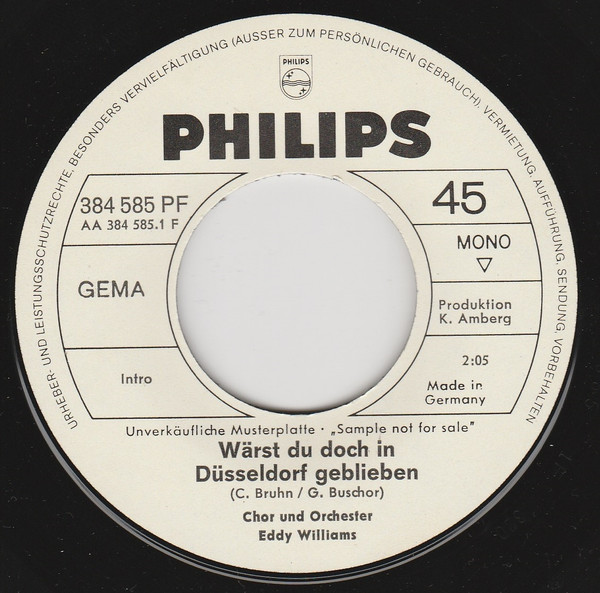 URHEBER- UND LEISTUNGSSCHUTZRECHTE, BESONDERS VERVIELFÄLTIGUNG (AUSSER ZUM PERSÖNLICHEN GEBRAUCH), VERMIETUNG, AUFFÜHRUNG, SENDUNG, VORBEHALTEN
PHILIPS
PHILIPS
384 585 PF
AA 384 585.1 F
45
MONO
▽
GEMA
Produktion
K. Amberg
Intro
2:05
Made in
Germany
Unverkäufliche Musterplatte · „Sample not for sale"
Wärst du doch in
Düsseldorf geblieben
(C. Bruhn / G. Buschor)
Chor und Orchester
Eddy Williams